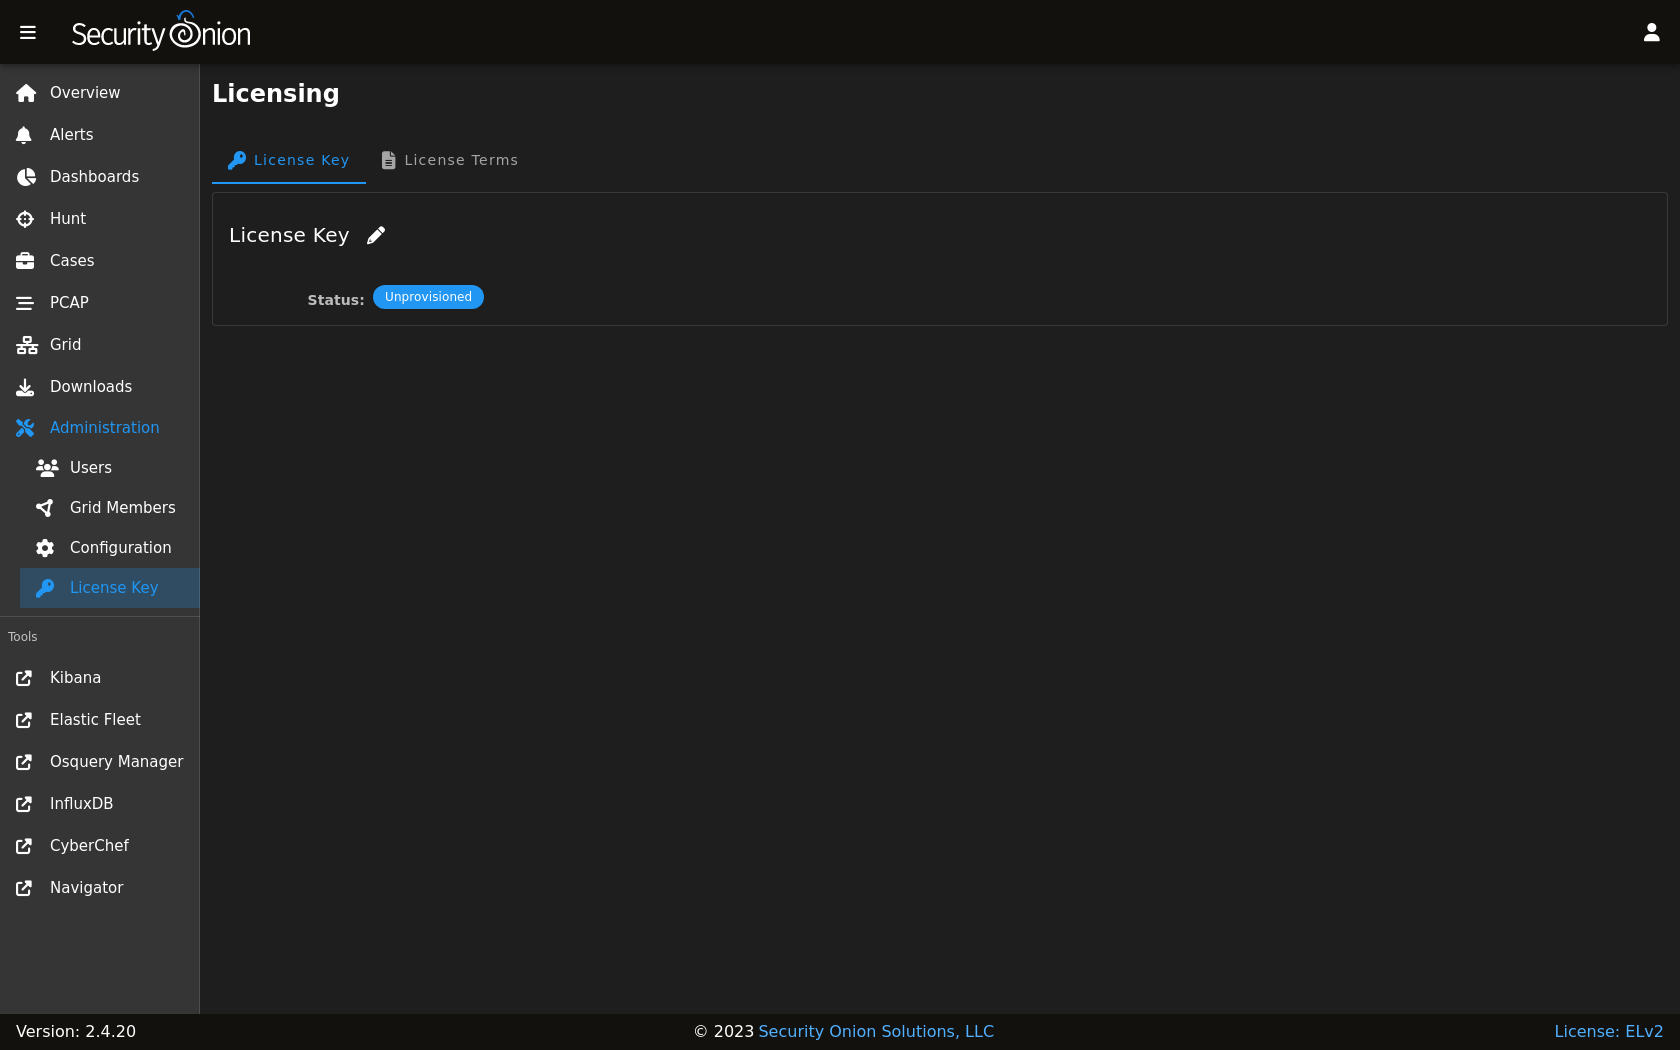 Security Onion
Overview
Alerts
Dashboards
Hunt
Cases
PCAP
Grid
Downloads
Administration
Users
Grid Members
Configuration
License Key
Tools
Kibana
Elastic Fleet
Osquery Manager
InfluxDB
CyberChef
Navigator
Licensing
License Key
License Terms
License Key
Status: Unprovisioned
Version: 2.4.20
© 2023 Security Onion Solutions, LLC
License: ELv2